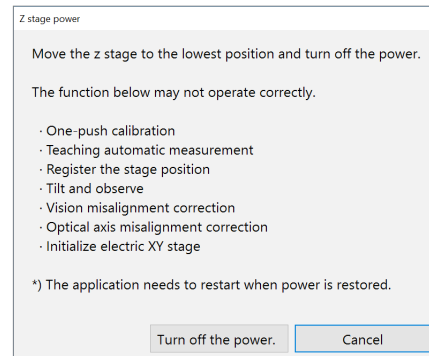 Z stage power
Move the z stage to the lowest position and turn off the power.
The function below may not operate correctly.
· One-push calibration
· Teaching automatic measurement
· Register the stage position
· Tilt and observe
· Vision misalignment correction
· Optical axis misalignment correction
· Initialize electric XY stage
*) The application needs to restart when power is restored.
Turn off the power. Cancel